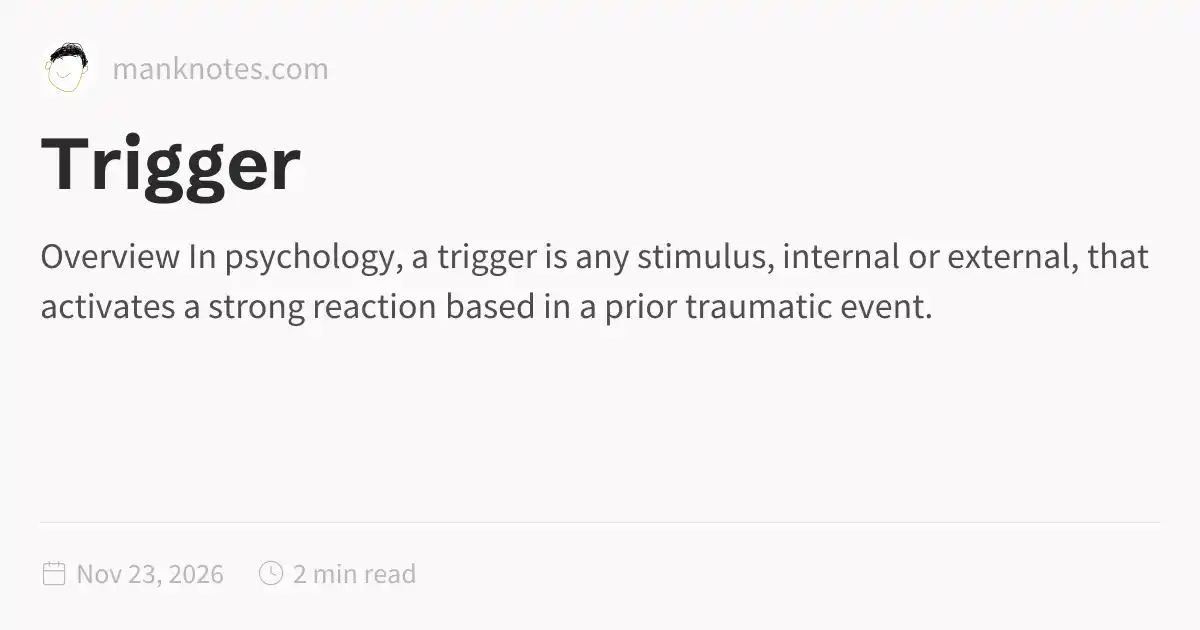 manknotes.com
Trigger
Overview In psychology, a trigger is any stimulus, internal or external, that
activates a strong reaction based in a prior traumatic event.
Nov 23, 2026 2 min read